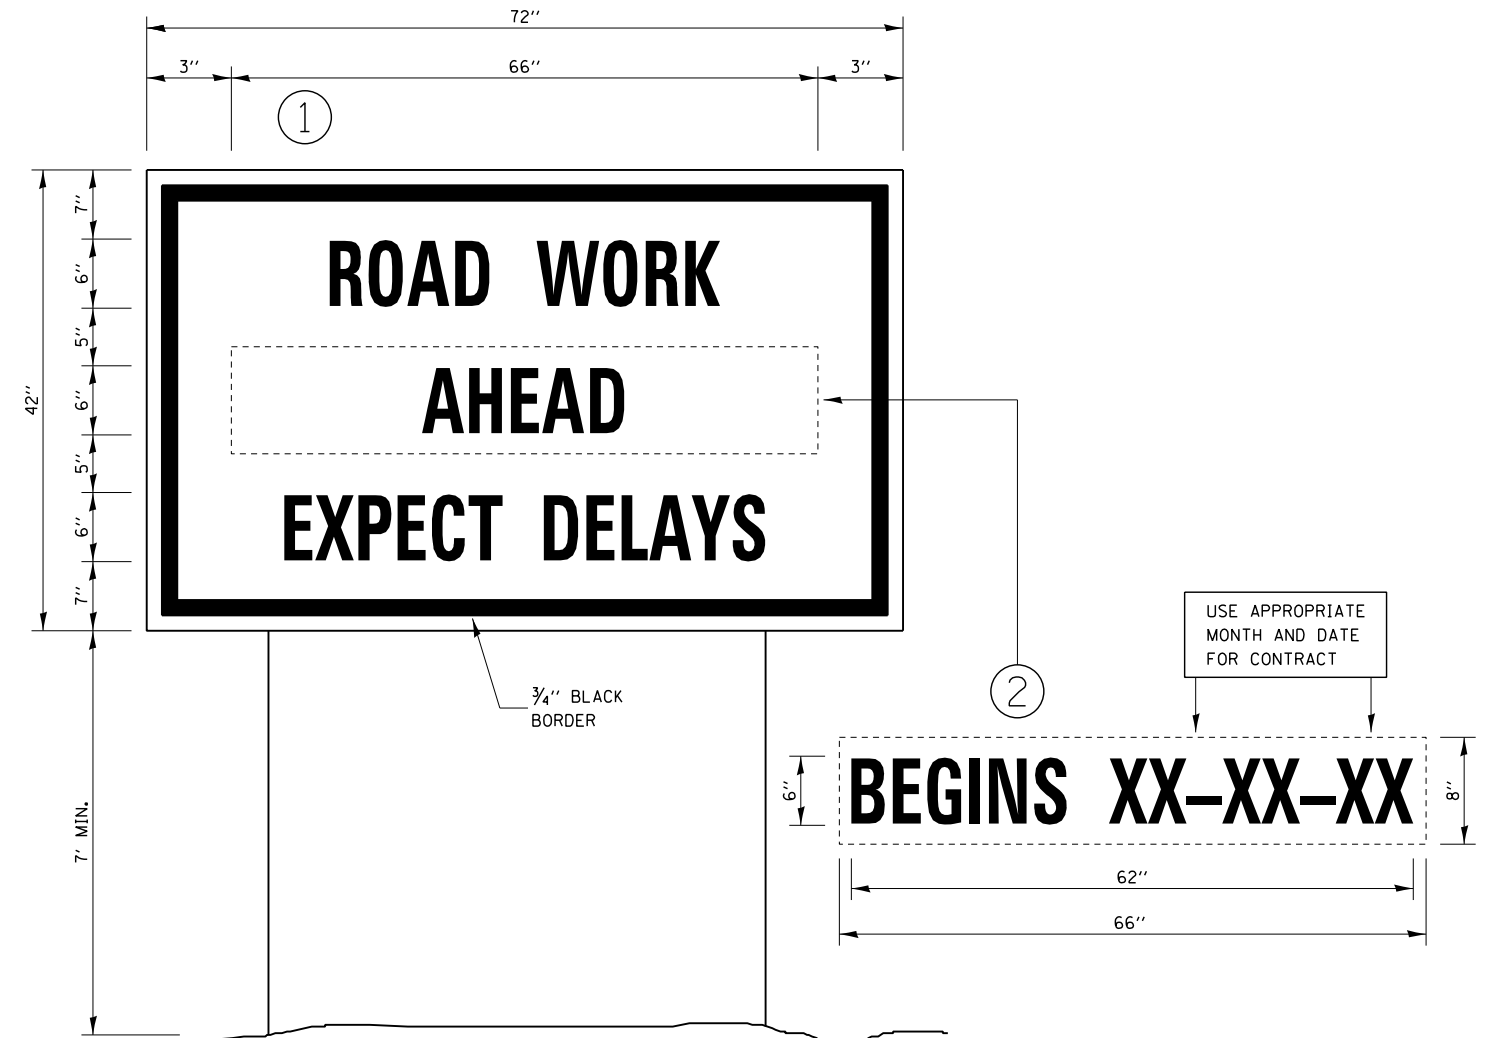 72''
3'' 66'' 3''
1
7''
ROAD WORK
6''
5''
42''
6''
AHEAD
5''
EXPECT DELAYS
6''
7''
3/4'' BLACK
BORDER
7' MIN.
USE APPROPRIATE
MONTH AND DATE
FOR CONTRACT
2
6''
BEGINS XX–XX–XX
8''
62''
66''